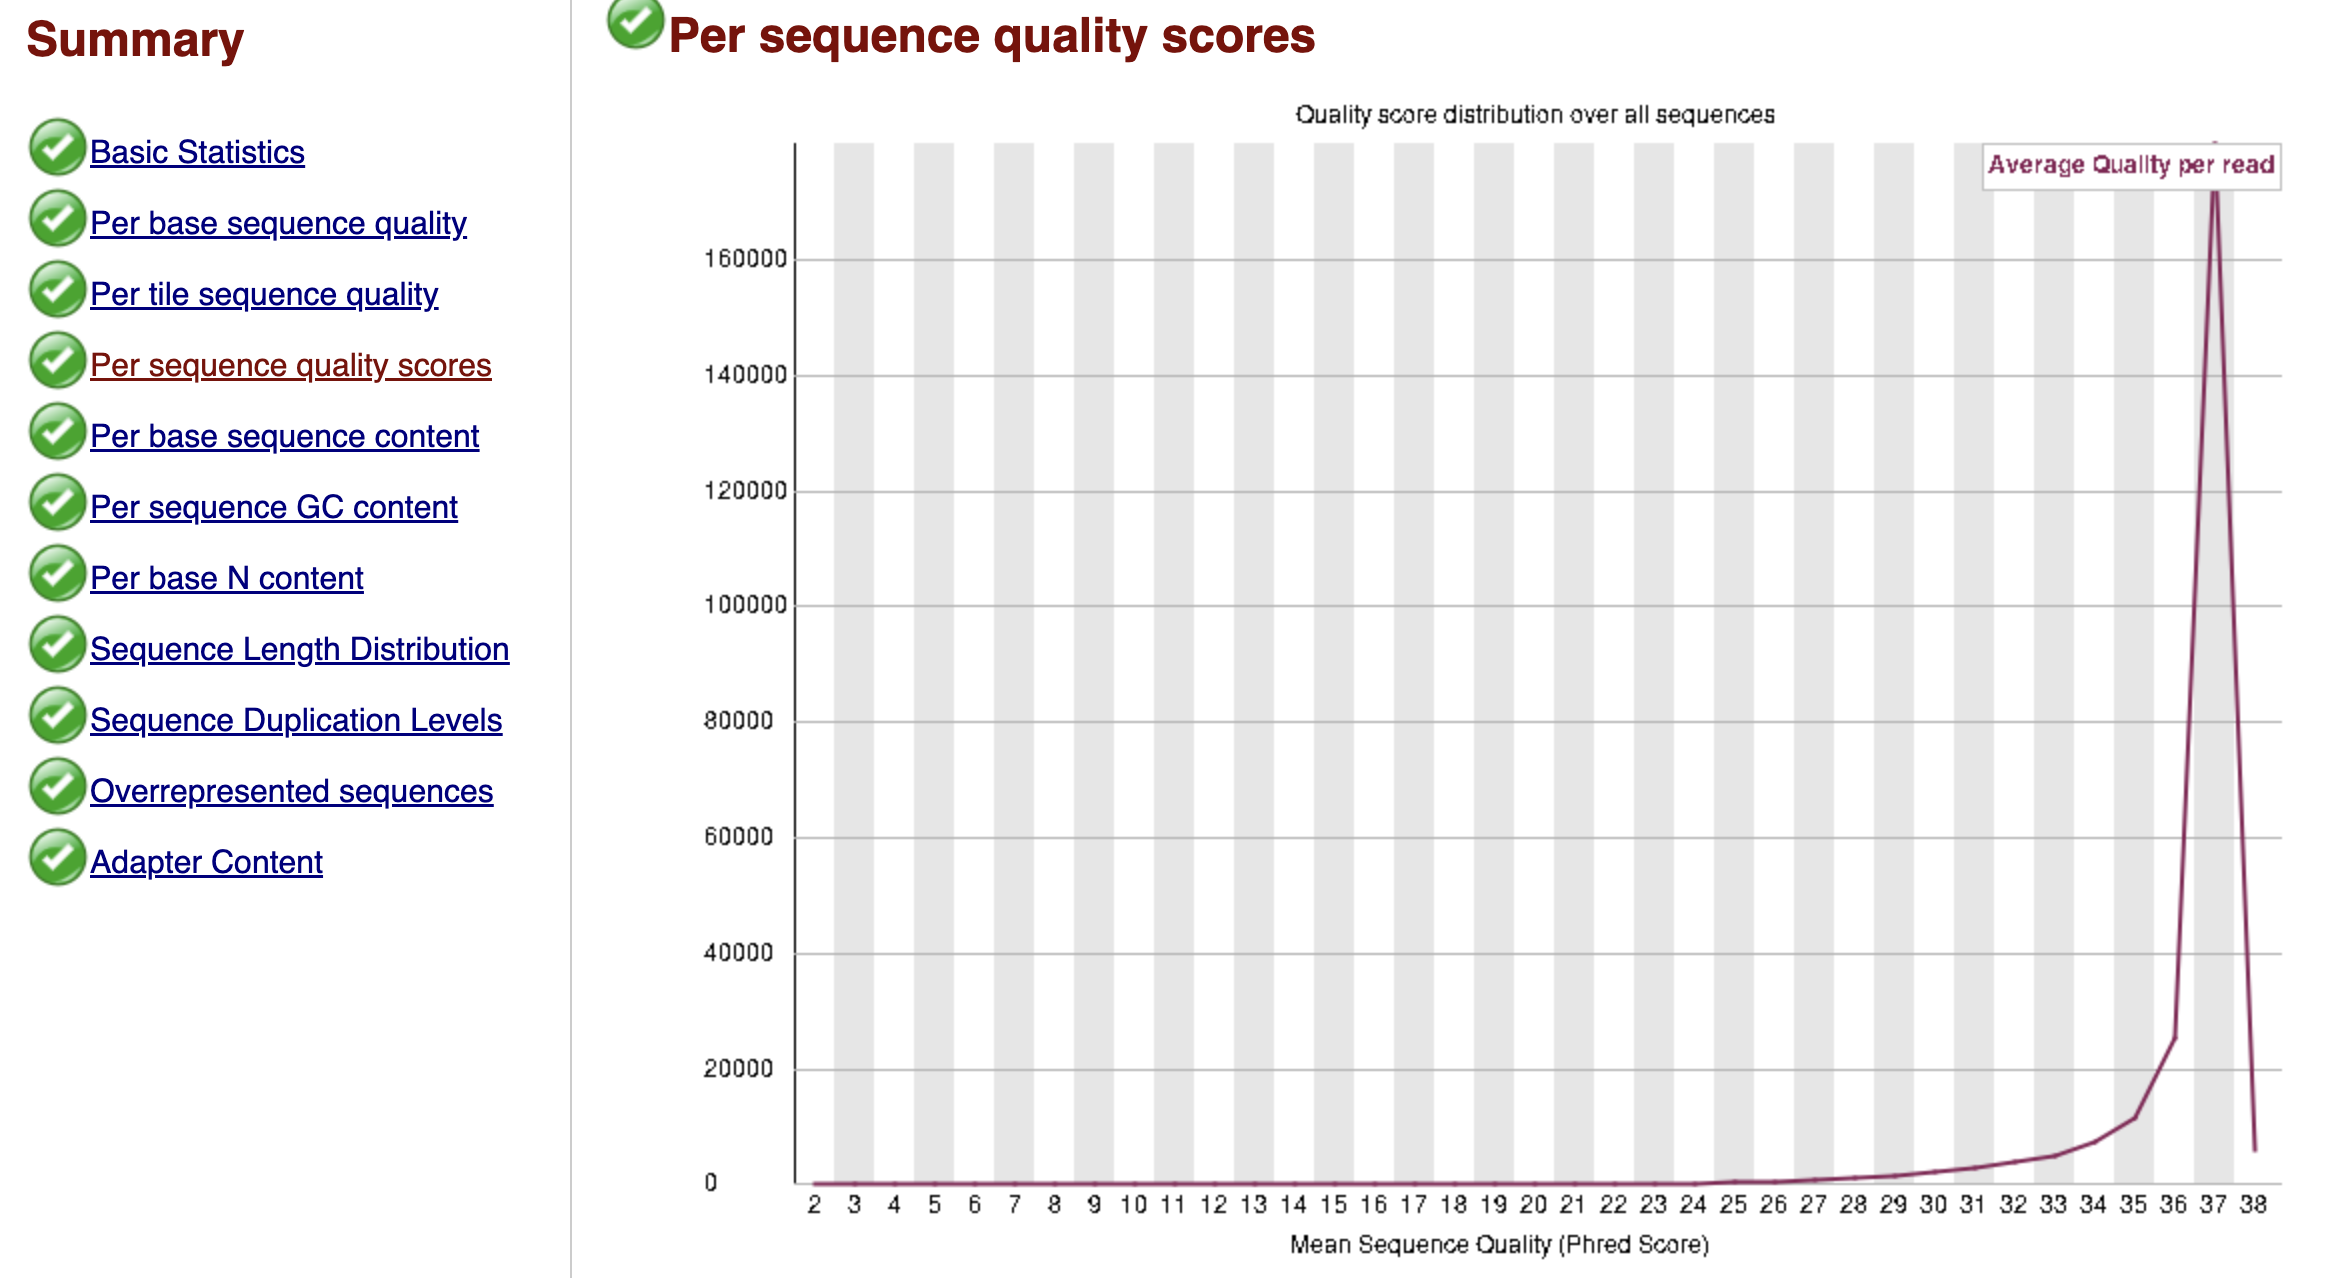 Summary
Basic Statistics
Per base sequence quality
Per tile sequence quality
Per sequence quality scores
Per base sequence content
Per sequence GC content
Per base N content
Sequence Length Distribution
Sequence Duplication Levels
Overrepresented sequences
Adapter Content
Per sequence quality scores
Quality score distribution over all sequences
Average Quality per read
160000
140000
120000
100000
80000
60000
40000
20000
0
2 3 4 5 6 7 8 9 10 11 12 13 14 15 16 17 18 19 20 21 22 23 24 25 26 27 28 29 30 31 32 33 34 35 36 37 38
Mean Sequence Quality (Phred Score)